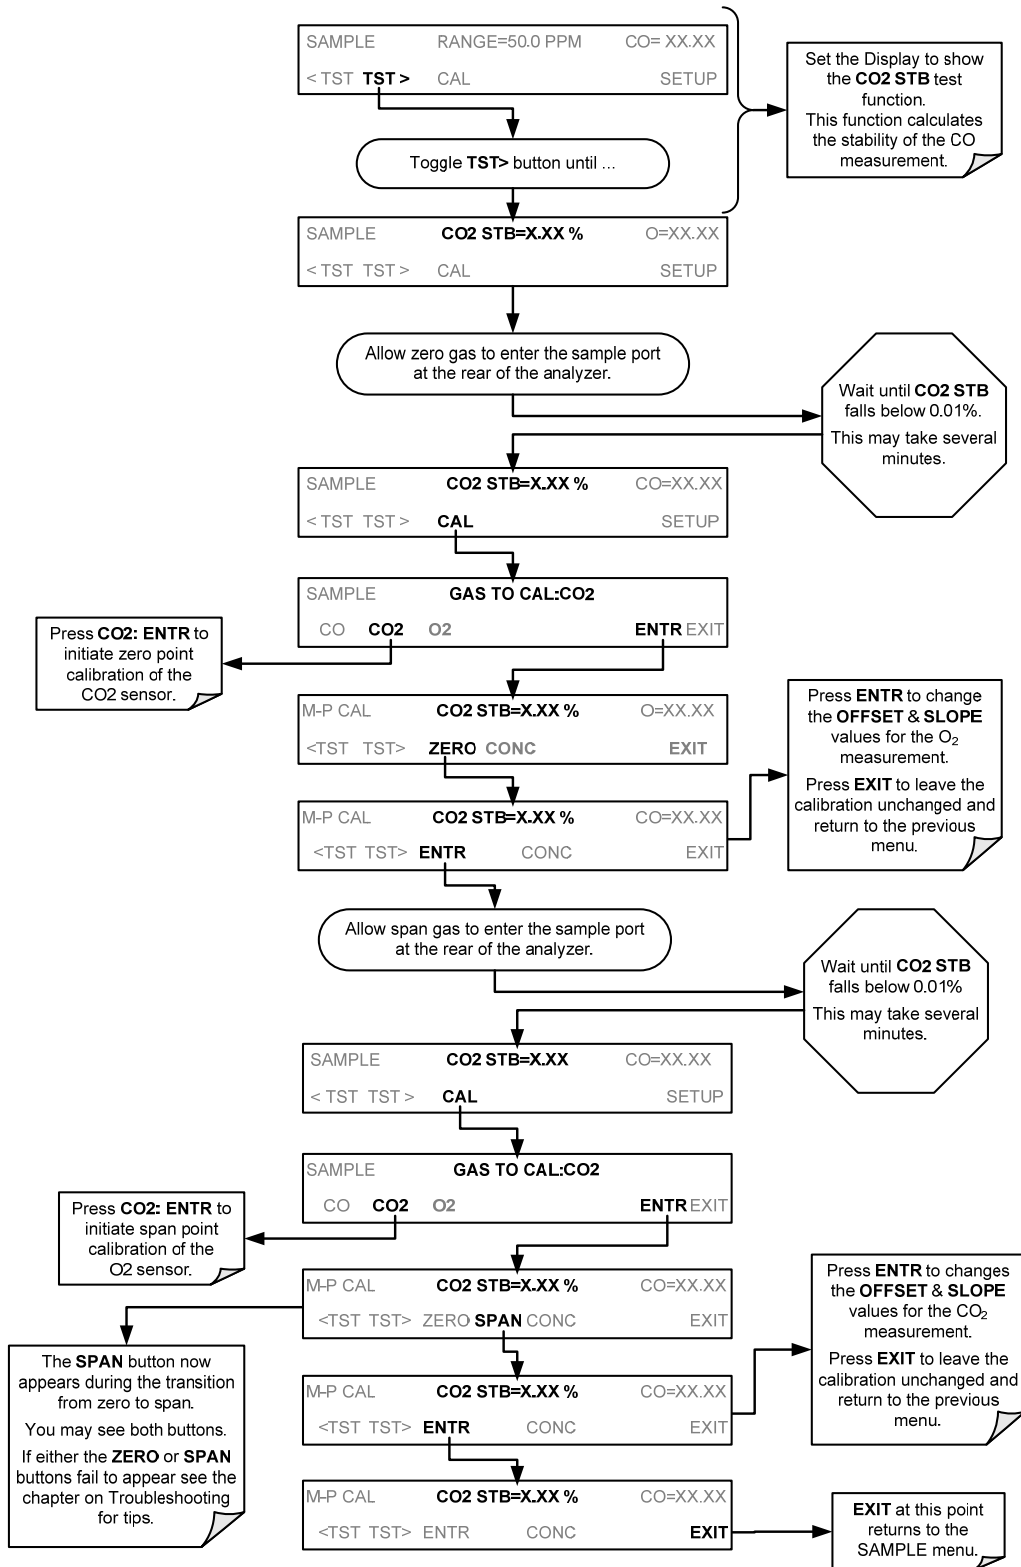 SAMPLE RANGE=50.0 PPM CO= XX.XX
< TST TST > CAL SETUP
Set the Display to show
the CO2 STB test
function.
This function calculates
the stability of the CO
measurement.
Toggle TST> button until ...
SAMPLE CO2 STB=X.XX % O=XX.XX
< TST TST > CAL SETUP
Allow zero gas to enter the sample port
at the rear of the analyzer.
Wait until CO2 STB
falls below 0.01%.
This may take several
minutes.
SAMPLE CO2 STB=X.XX % CO=XX.XX
< TST TST > CAL SETUP
SAMPLE GAS TO CAL:CO2
CO CO2 O2 ENTR EXIT
Press CO2: ENTR to
initiate zero point
calibration of the
CO2 sensor.
M-P CAL CO2 STB=X.XX % O=XX.XX
<TST TST> ZERO CONC EXIT
Press ENTR to change
the OFFSET & SLOPE
values for the O2
measurement.
Press EXIT to leave the
calibration unchanged and
return to the previous
menu.
M-P CAL CO2 STB=X.XX % CO=XX.XX
<TST TST> ENTR CONC EXIT
Allow span gas to enter the sample port
at the rear of the analyzer.
Wait until CO2 STB
falls below 0.01%
This may take several
minutes.
SAMPLE CO2 STB=X.XX CO=XX.XX
< TST TST > CAL SETUP
SAMPLE GAS TO CAL:CO2
CO CO2 O2 ENTR EXIT
Press CO2: ENTR to
initiate span point
calibration of the
O2 sensor.
M-P CAL CO2 STB=X.XX % CO=XX.XX
<TST TST> ZERO SPAN CONC EXIT
Press ENTR to changes
the OFFSET & SLOPE
values for the CO2
measurement.
Press EXIT to leave the
calibration unchanged and
return to the previous
menu.
The SPAN button now
appears during the transition
from zero to span.
You may see both buttons.
If either the ZERO or SPAN
buttons fail to appear see the
chapter on Troubleshooting
for tips.
M-P CAL CO2 STB=X.XX % CO=XX.XX
<TST TST> ENTR CONC EXIT
M-P CAL CO2 STB=X.XX % CO=XX.XX
<TST TST> ENTR CONC EXIT
EXIT at this point
returns to the
SAMPLE menu.